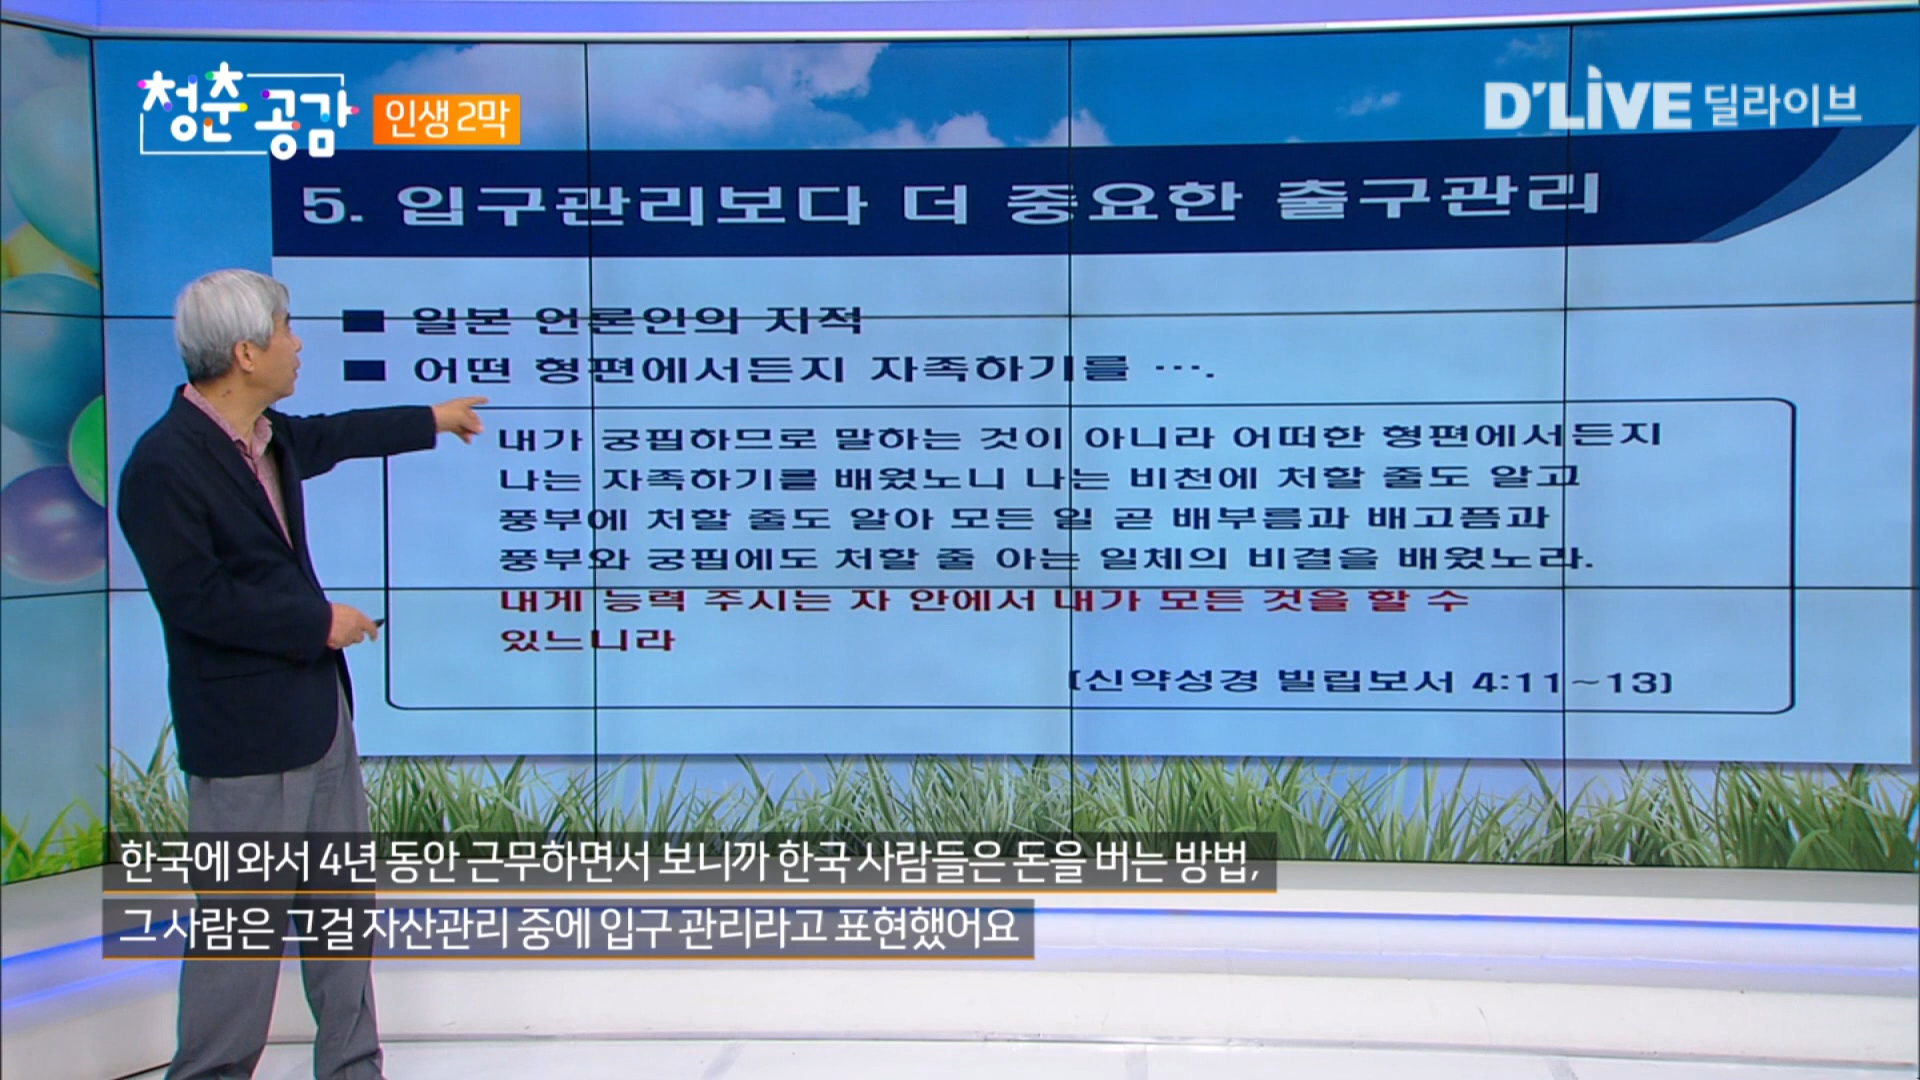 청춘 공감 인생 2막
D'LIVE 딜라이브
5. 입구관리보다 더 중요한 출구관리
■ 일본 언론인의 지적
■ 어떤 형편에서든지 자족하기를 ….
내가 궁핍하므로 말하는 것이 아니라 어떠한 형편에서든지
나는 자족하기를 배웠노니 나는 비천에 처할 줄도 알고
풍부에 처할 줄도 알아 모든 일 곧 배부름과 배고픔과
풍부와 궁핍에도 처할 줄 아는 일체의 비결을 배웠노라.
내게 능력 주시는 자 안에서 내가 모든 것을 할 수
있느니라
[신약성경 빌립보서 4:11~13]
한국에 와서 4년 동안 근무하면서 보니까 한국 사람들은 돈을 버는 방법,
그 사람은 그걸 자산관리 중에 입구 관리라고 표현했어요